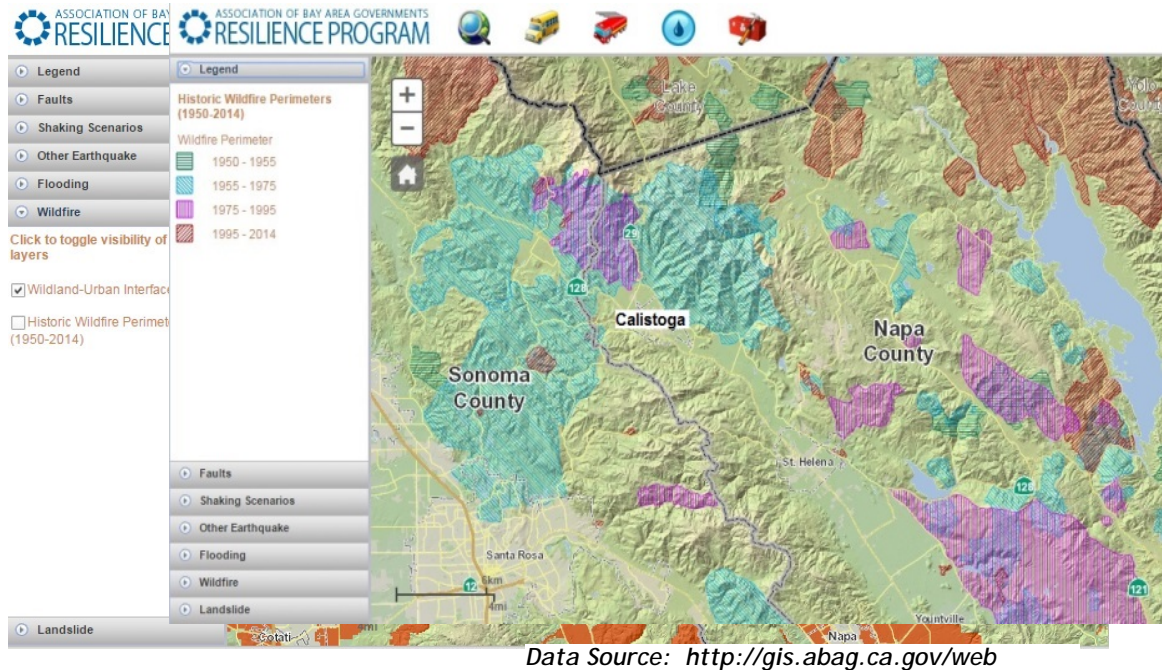 ASSOCIATION OF BAY
RESILIENCE
Legend
Faults
Shaking Scenarios
Other Earthquake
Flooding
Wildfire
Click to toggle visibility of
layers
Wildland-Urban Interface
Historic Wildfire Perimet
(1950-2014)
Landslide
ASSOCIATION OF BAY AREA GOVERNMENTS
RESILIENCE PROGRAM
Legend
Historic Wildfire Perimeters
(1950-2014)
Wildfire Perimeter
1950 - 1955
1955 - 1975
1975 - 1995
1995 - 2014
Faults
Shaking Scenarios
Other Earthquake
Flooding
Wildfire
Landslide
+
−
Lake
County
Yolo
County
29
128
Calistoga
Napa
County
Sonoma
County
St. Helena
128
Santa Rosa
12
6km
4mi
121
Yountville
Cotati
4mi
Napa
Data Source: http://gis.abag.ca.gov/web